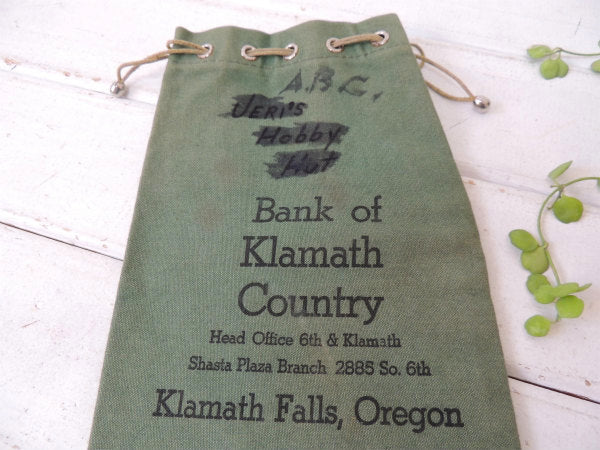 A.B.C.
VERI'S
Hobby
Hut
Bank of
Klamath
Country
Head Office 6th & Klamath
Shasta Plaza Branch 2885 So. 6th
Klamath Falls, Oregon